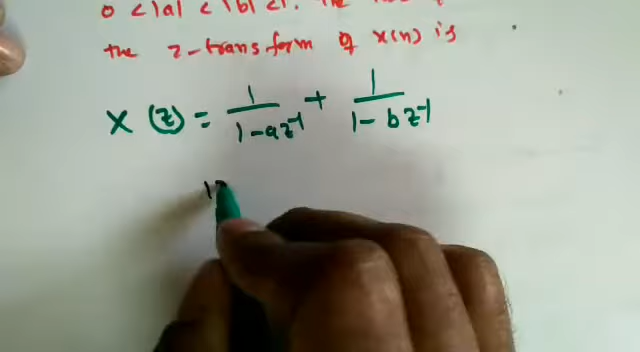 0 < |a| < |b| < 1. The
the z-transform of x(n) is
X (z) = 1/(1-az^-1) + 1/(1-bz^-1)